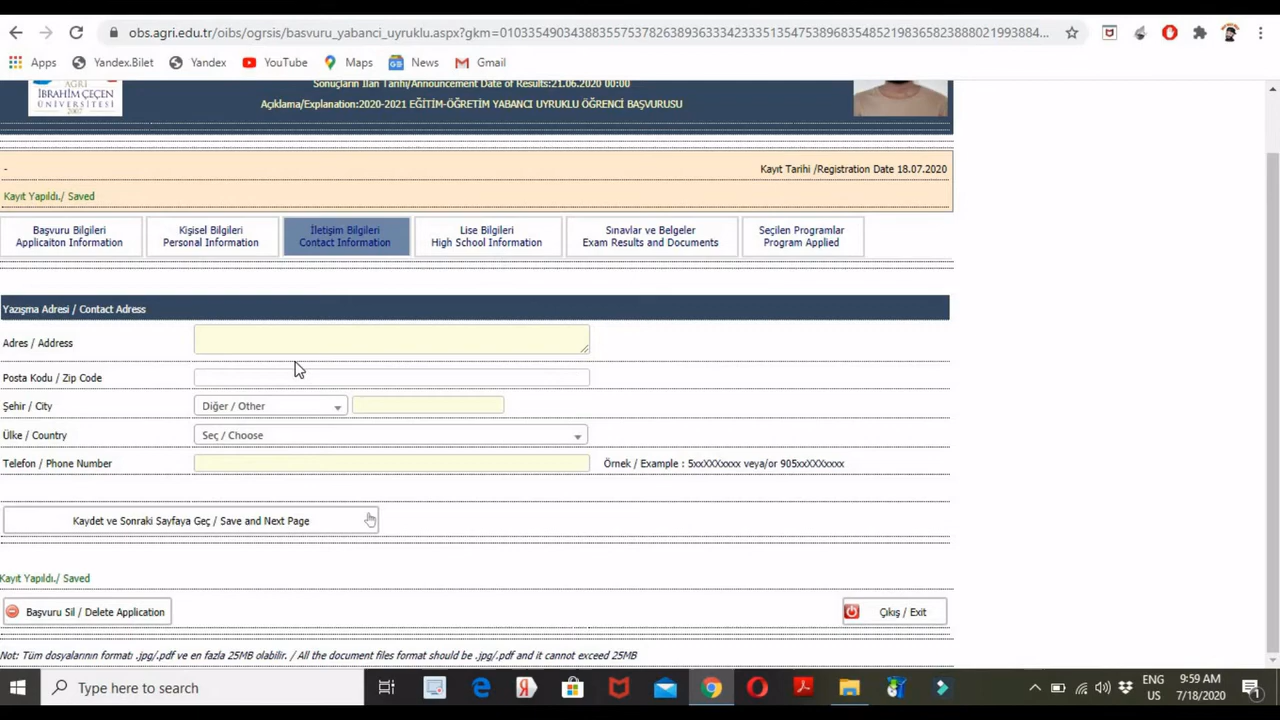 obs.agri.edu.tr/oibs/ogrsis/basvuru_yabanci_uyruklu.aspx?gkm=
Apps Yandex.Bilet Yandex YouTube Maps News Gmail
AĞRI
İBRAHİM ÇEÇEN
ÜNİVERSİTESİ
2007
Sonuçların İlan Tarihi/Announcement Date of Results:21.06.2020 00:00
Açıklama/Explanation:2020-2021 EĞİTİM-ÖĞRETİM YABANCI UYRUKLU ÖĞRENCİ BAŞVURUSU
- Kayıt Tarihi /Registration Date 18.07.2020
Kayıt Yapıldı./ Saved
Başvuru Bilgileri
Applicaiton Information
Kişisel Bilgileri
Personal Information
İletişim Bilgileri
Contact Information
Lise Bilgileri
High School Information
Sınavlar ve Belgeler
Exam Results and Documents
Seçilen Programlar
Program Applied
Yazışma Adresi / Contact Adress
Adres / Address
Posta Kodu / Zip Code
Şehir / City Diğer / Other
Ülke / Country Seç / Choose
Telefon / Phone Number Örnek / Example : 5xxXXXxxxx veya/or 905xxXXXxxxx
Kaydet ve Sonraki Sayfaya Geç / Save and Next Page
Kayıt Yapıldı./ Saved
Başvuru Sil / Delete Application Çıkış / Exit
Not: Tüm dosyalarının formatı .jpg/.pdf ve en fazla 25MB olabilir. / All the document files format should be .jpg/.pdf and it cannot exceed 25MB
Type here to search
ENG
US
9:59 AM
7/18/2020
1